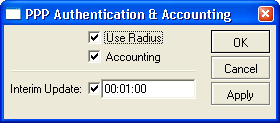 PPP Authentication & Accounting
Use Radius
OK
Accounting
Cancel
Interim Update: 00:01:00
Apply